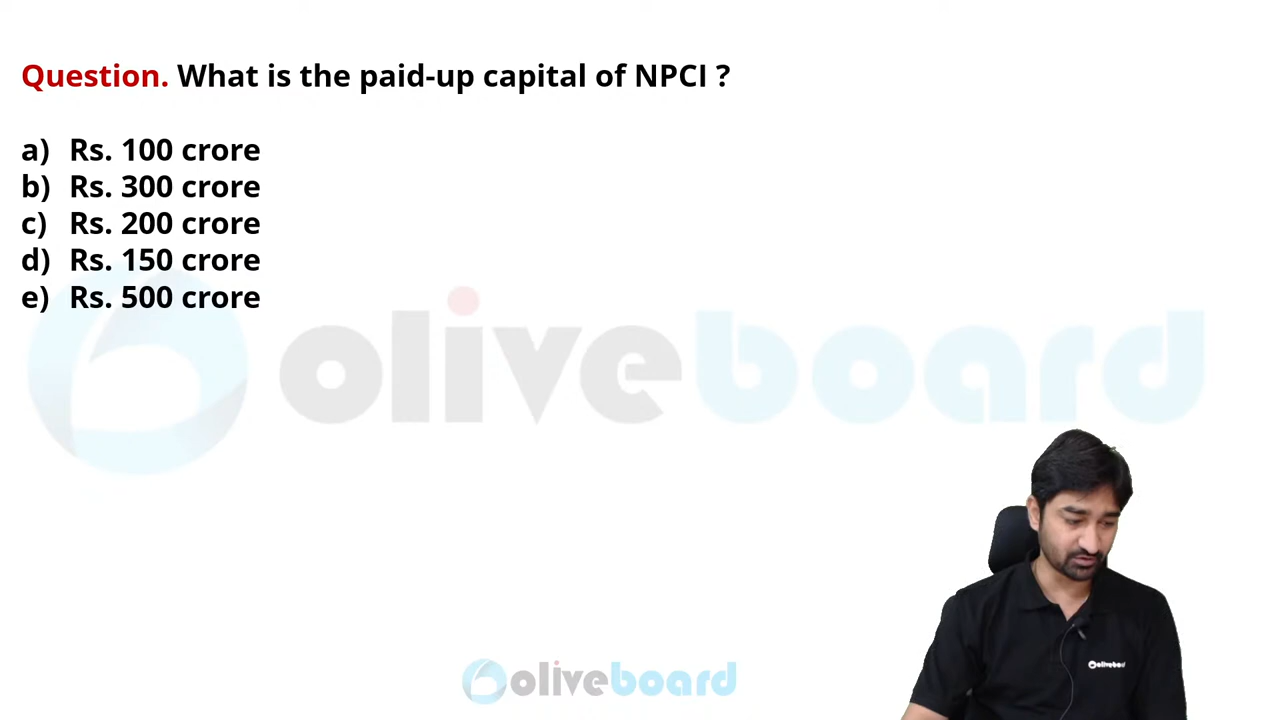 Question. What is the paid-up capital of NPCI ?
a) Rs. 100 crore
b) Rs. 300 crore
c) Rs. 200 crore
d) Rs. 150 crore
e) Rs. 500 crore
oliveboard
oliveboard
oliveboard